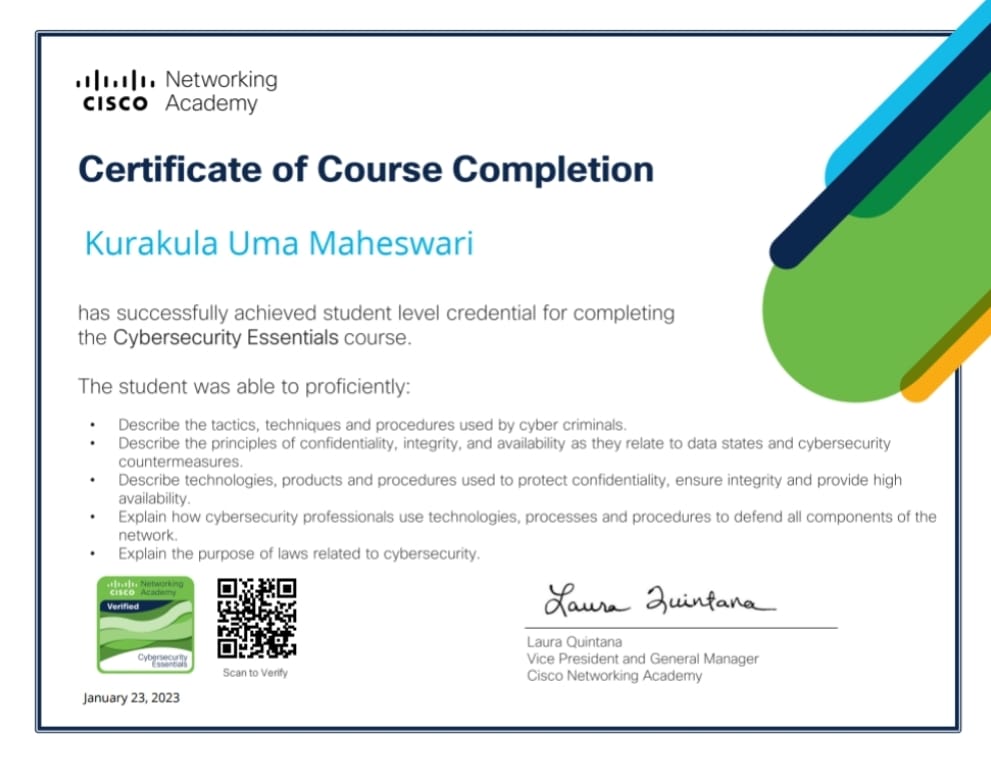 Networking
CISCO Academy
Certificate of Course Completion
Kurakula Uma Maheswari
has successfully achieved student level credential for completing
the Cybersecurity Essentials course.
The student was able to proficiently:
• Describe the tactics, techniques and procedures used by cyber criminals.
• Describe the principles of confidentiality, integrity, and availability as they relate to data states and cybersecurity
countermeasures.
• Describe technologies, products and procedures used to protect confidentiality, ensure integrity and provide high
availability.
• Explain how cybersecurity professionals use technologies, processes and procedures to defend all components of the
network.
• Explain the purpose of laws related to cybersecurity.
Networking
CISCO Academy
Verified
Cybersecurity
Essentials
Scan to Verify
January 23, 2023
Laura Quintana
Laura Quintana
Vice President and General Manager
Cisco Networking Academy